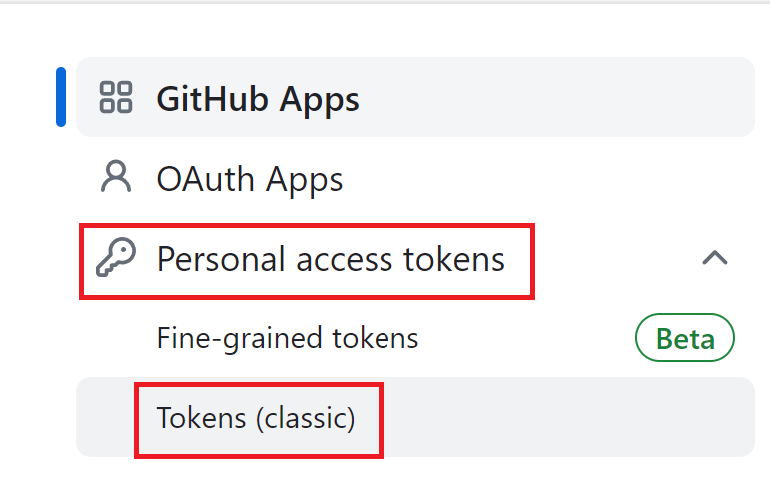 GitHub Apps
OAuth Apps
Personal access tokens
Fine-grained tokens Beta
Tokens (classic)